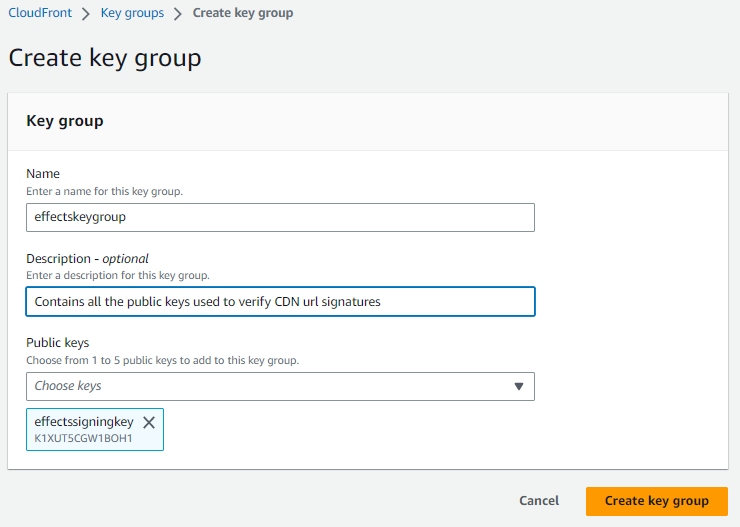 CloudFront > Key groups > Create key group
Create key group
Key group
Name
Enter a name for this key group.
effectskeygroup
Description - optional
Enter a description for this key group.
Contains all the public keys used to verify CDN url signatures
Public keys
Choose from 1 to 5 public keys to add to this key group.
Choose keys
effectssigningkey
K1XUT5CGW1BOH1
Cancel
Create key group